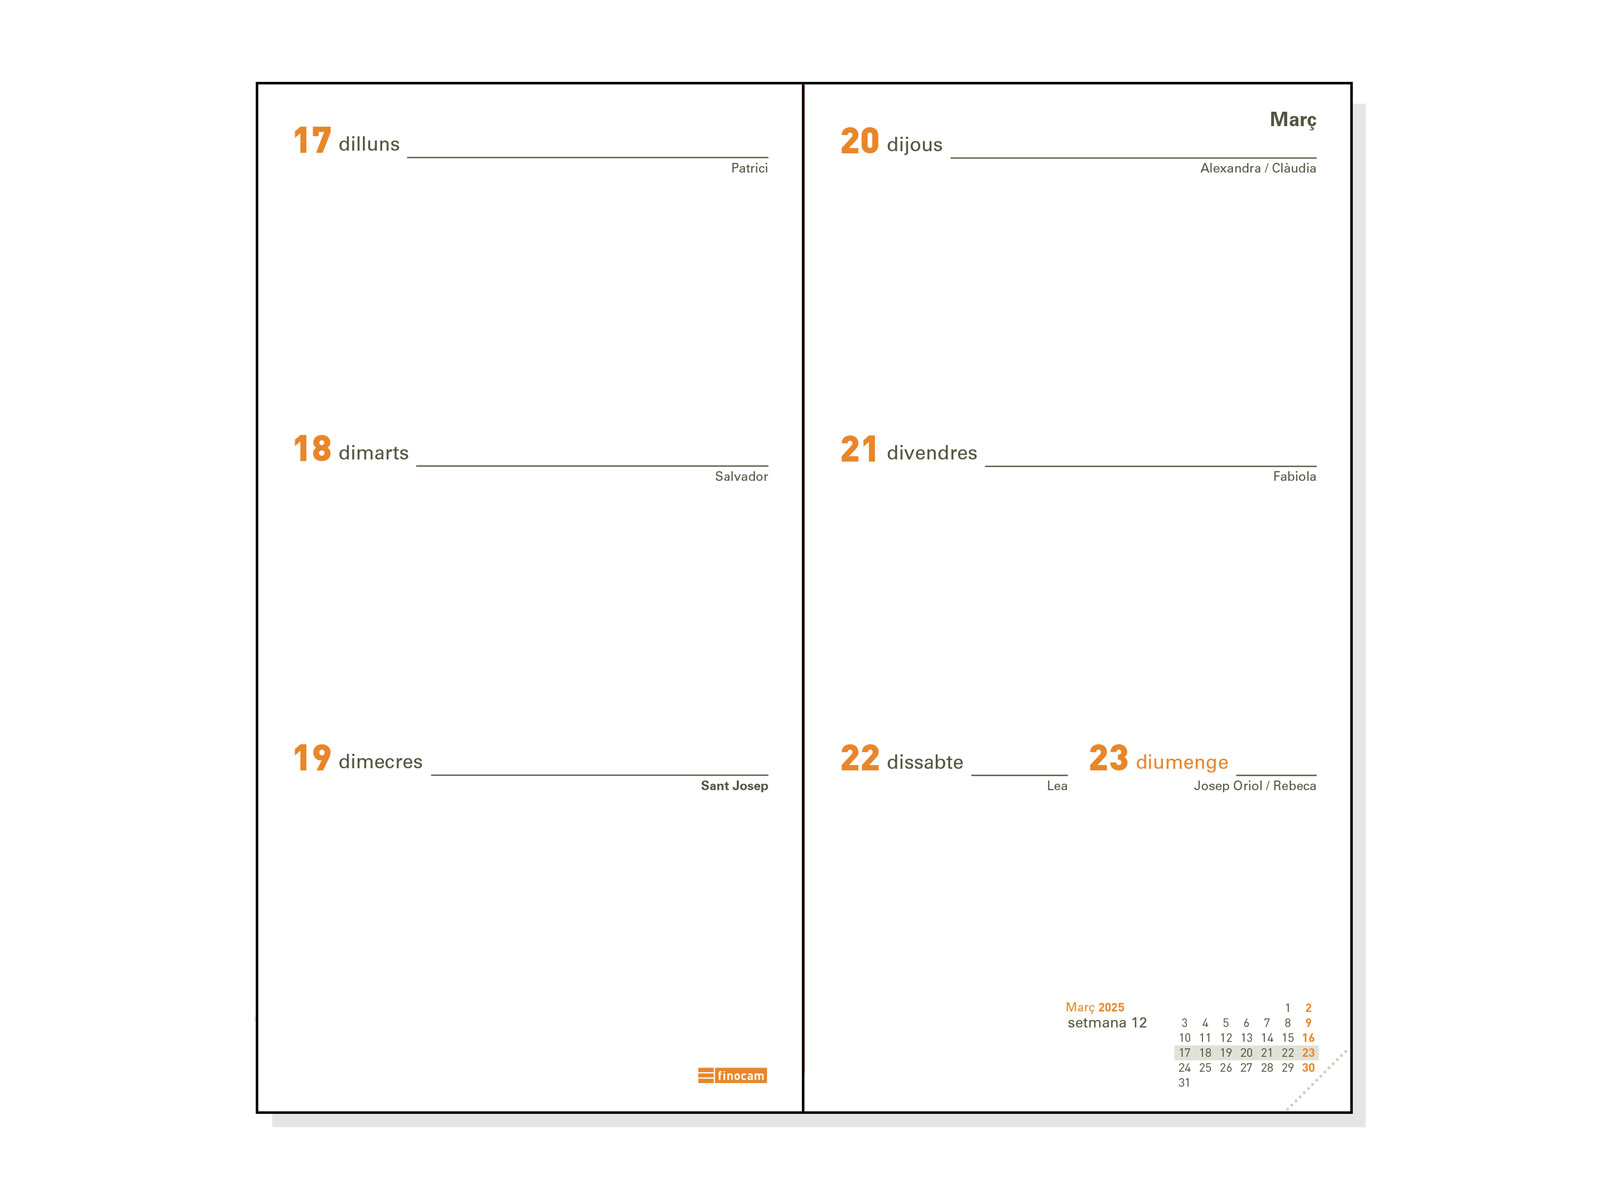 17 dilluns
Patrici
18 dimarts
Salvador
19 dimecres
Sant Josep
finocam
Març
20 dijous
Alexandra / Clàudia
21 divendres
Fabiola
22 dissabte
Lea
23 diumenge
Josep Oriol / Rebeca
Març 2025
setmana 12
1 2
3 4 5 6 7 8 9
10 11 12 13 14 15 16
17 18 19 20 21 22 23
24 25 26 27 28 29 30
31